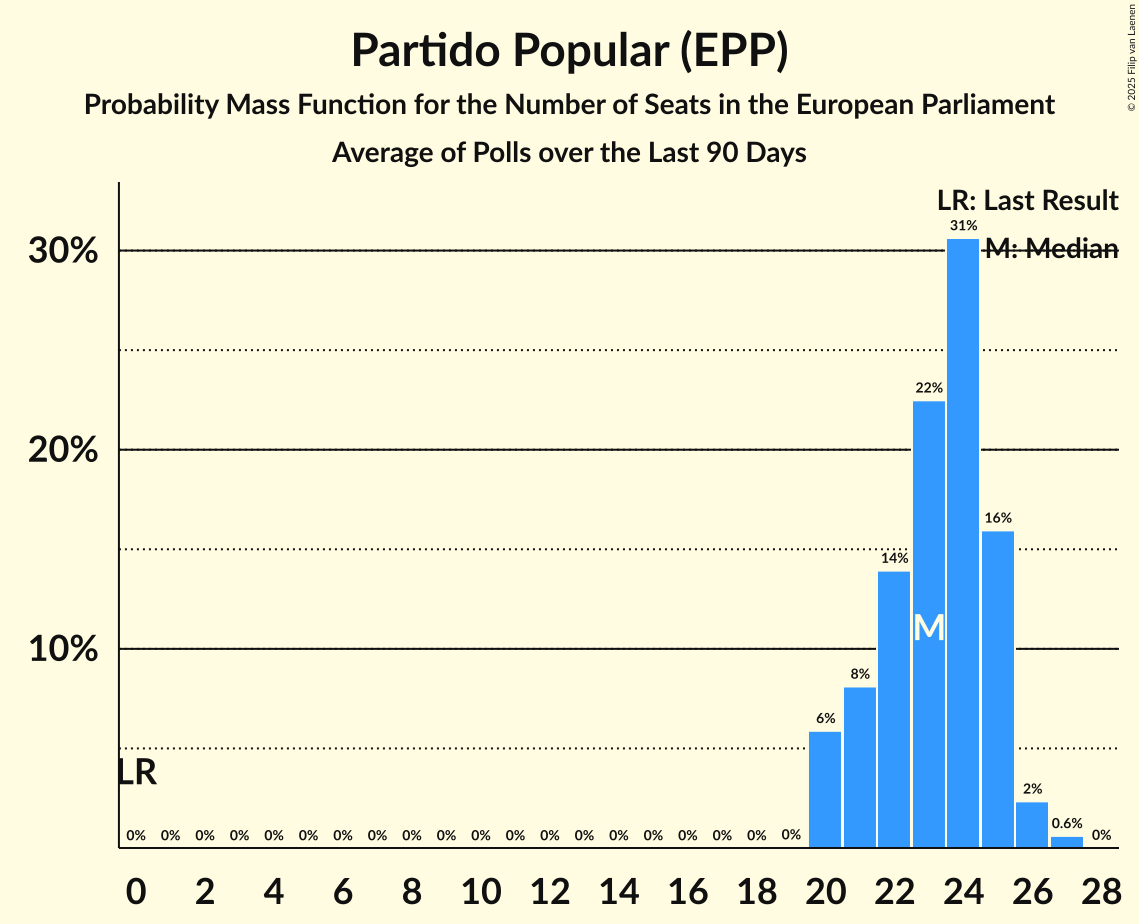 Partido Popular (EPP)
Probability Mass Function for the Number of Seats in the European Parliament
Average of Polls over the Last 90 Days
© 2025 Filip van Laenen
LR: Last Result
M: Median
30%
20%
10%
31%
22%
16%
14%
8%
6%
2%
0.6%
M
LR
0% 0% 0% 0% 0% 0% 0% 0% 0% 0% 0% 0% 0% 0% 0% 0% 0% 0% 0% 0% 0%
0 2 4 6 8 10 12 14 16 18 20 22 24 26 28